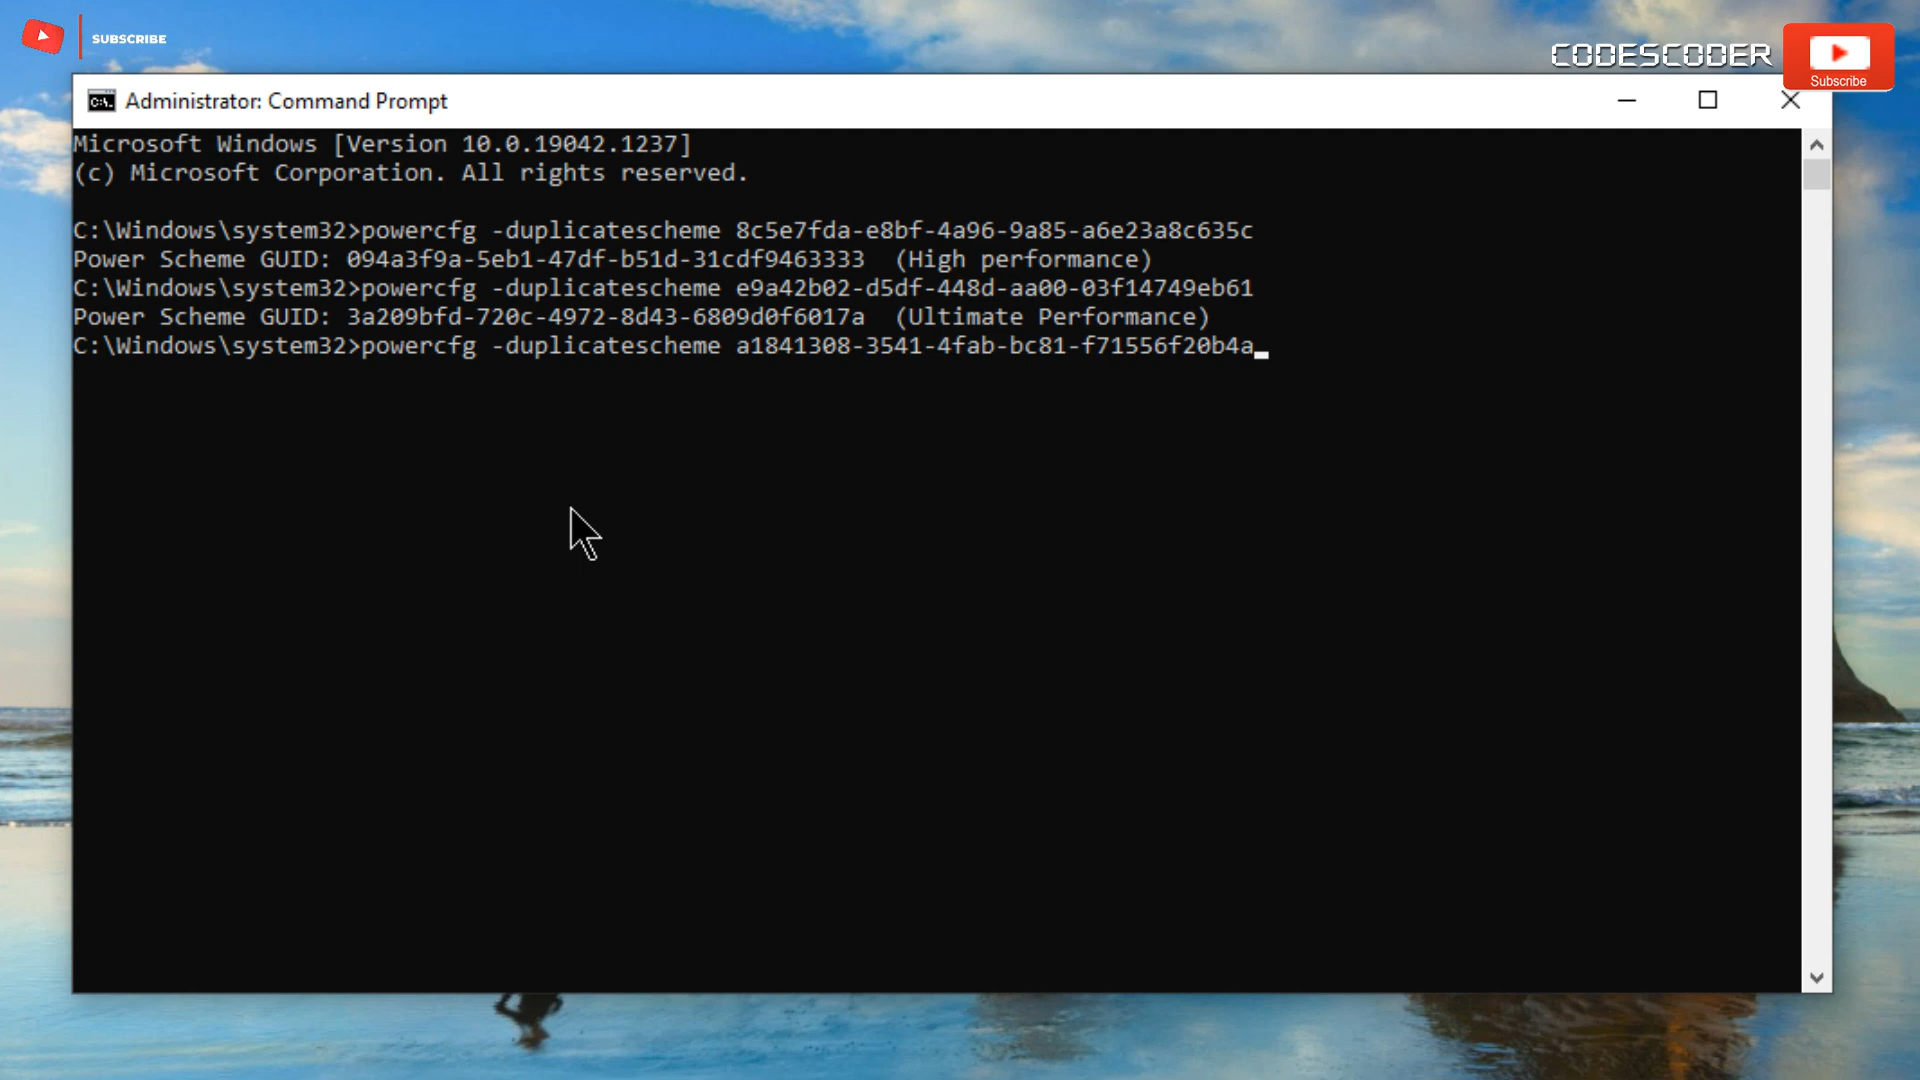 SUBSCRIBE
CODESCODER
Subscribe
Administrator: Command Prompt
Microsoft Windows [Version 10.0.19042.1237]
(c) Microsoft Corporation. All rights reserved.
C:\Windows\system32>powercfg -duplicatescheme 8c5e7fda-e8bf-4a96-9a85-a6e23a8c635c
Power Scheme GUID: 094a3f9a-5eb1-47df-b51d-31cdf9463333  (High performance)
C:\Windows\system32>powercfg -duplicatescheme e9a42b02-d5df-448d-aa00-03f14749eb61
Power Scheme GUID: 3a209bfd-720c-4972-8d43-6809d0f6017a  (Ultimate Performance)
C:\Windows\system32>powercfg -duplicatescheme a1841308-3541-4fab-bc81-f71556f20b4a